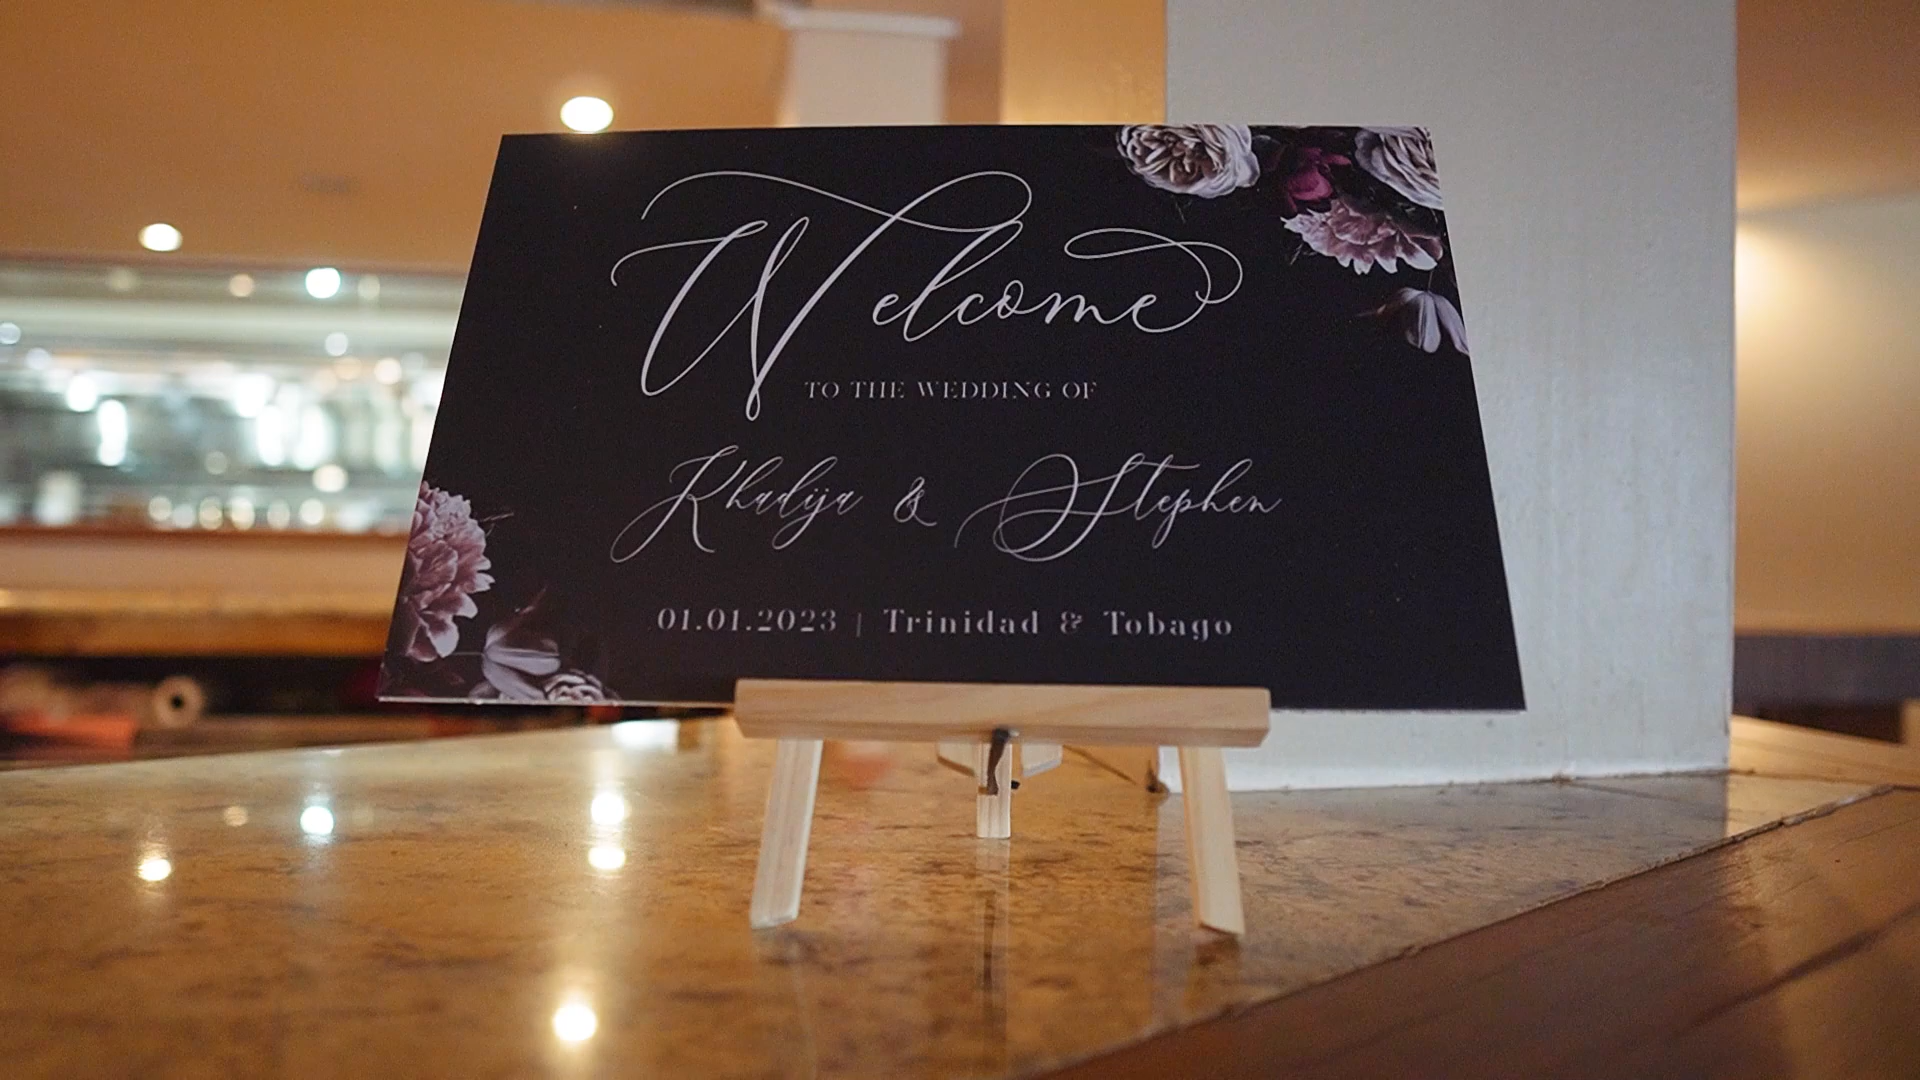 Welcome
TO THE WEDDING OF
Khadija & Stephen
01.01.2023 | Trinidad & Tobago